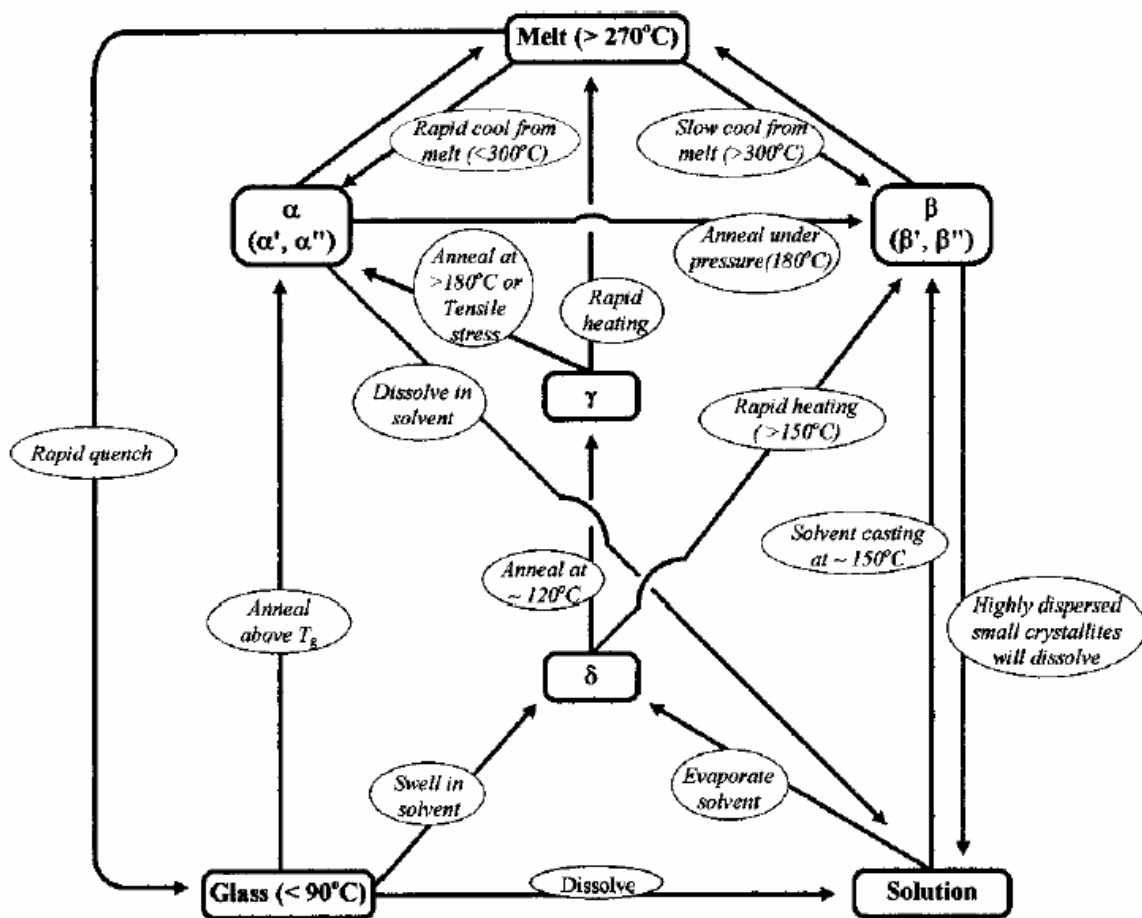 Melt (> 270°C)
Rapid cool from
melt (<300°C)
Slow cool from
melt (>300°C)
α
(α', α'')
β
(β', β'')
Anneal under
pressure(180°C)
Anneal at
>180°C or
Tensile
stress
Rapid
heating
γ
Dissolve in
solvent
Rapid heating
( >150°C)
Rapid quench
Solvent casting
at ~ 150°C
Anneal at
~ 120°C
Anneal
above Tg
Highly dispersed
small crystallites
will dissolve
δ
Swell in
solvent
Evaporate
solvent
Glass (< 90°C)
Dissolve
Solution